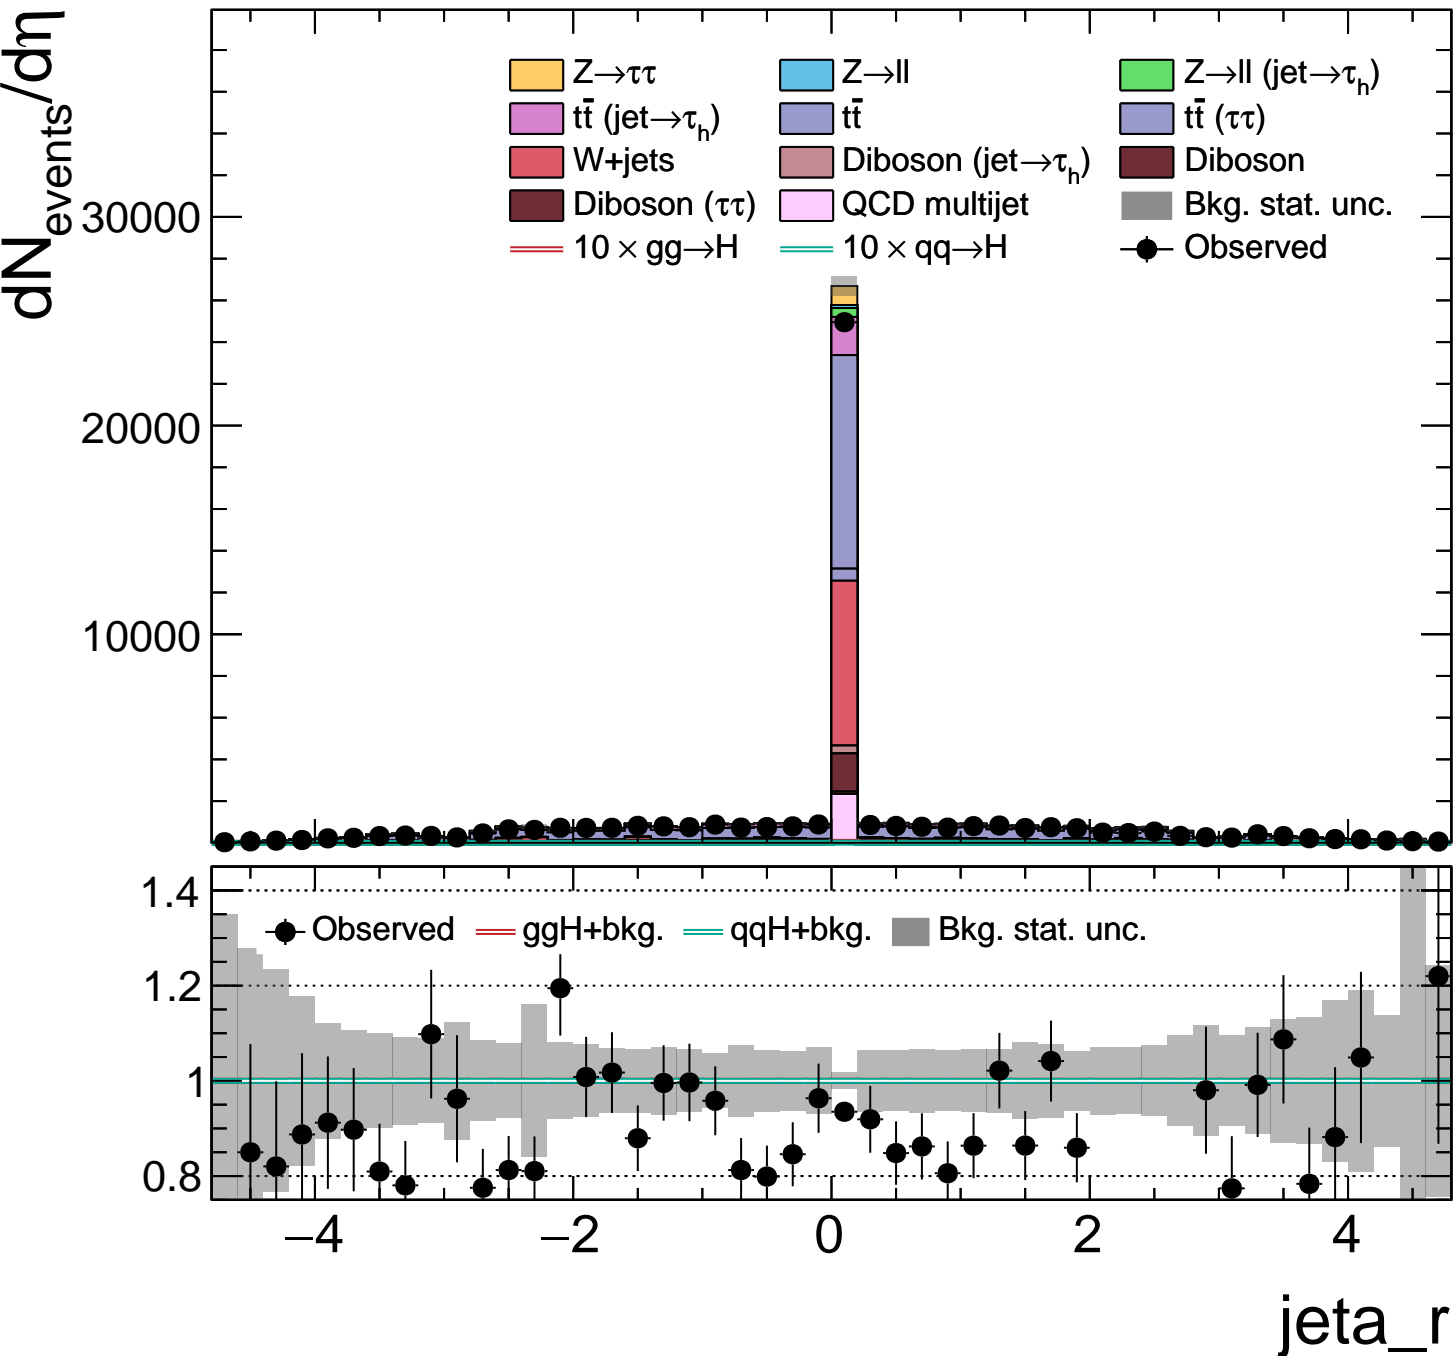 dN_events/dη
Z→ττ Z→ll Z→ll (jet→τ_h)
tt̄ (jet→τ_h) tt̄ tt̄ (ττ)
W+jets Diboson (jet→τ_h) Diboson
Diboson (ττ) QCD multijet Bkg. stat. unc.
10 × gg→H 10 × qq→H Observed
30000
20000
10000
1.4
Observed ggH+bkg. qqH+bkg. Bkg. stat. unc.
1.2
1
0.8
−4 −2 0 2 4
jeta_r